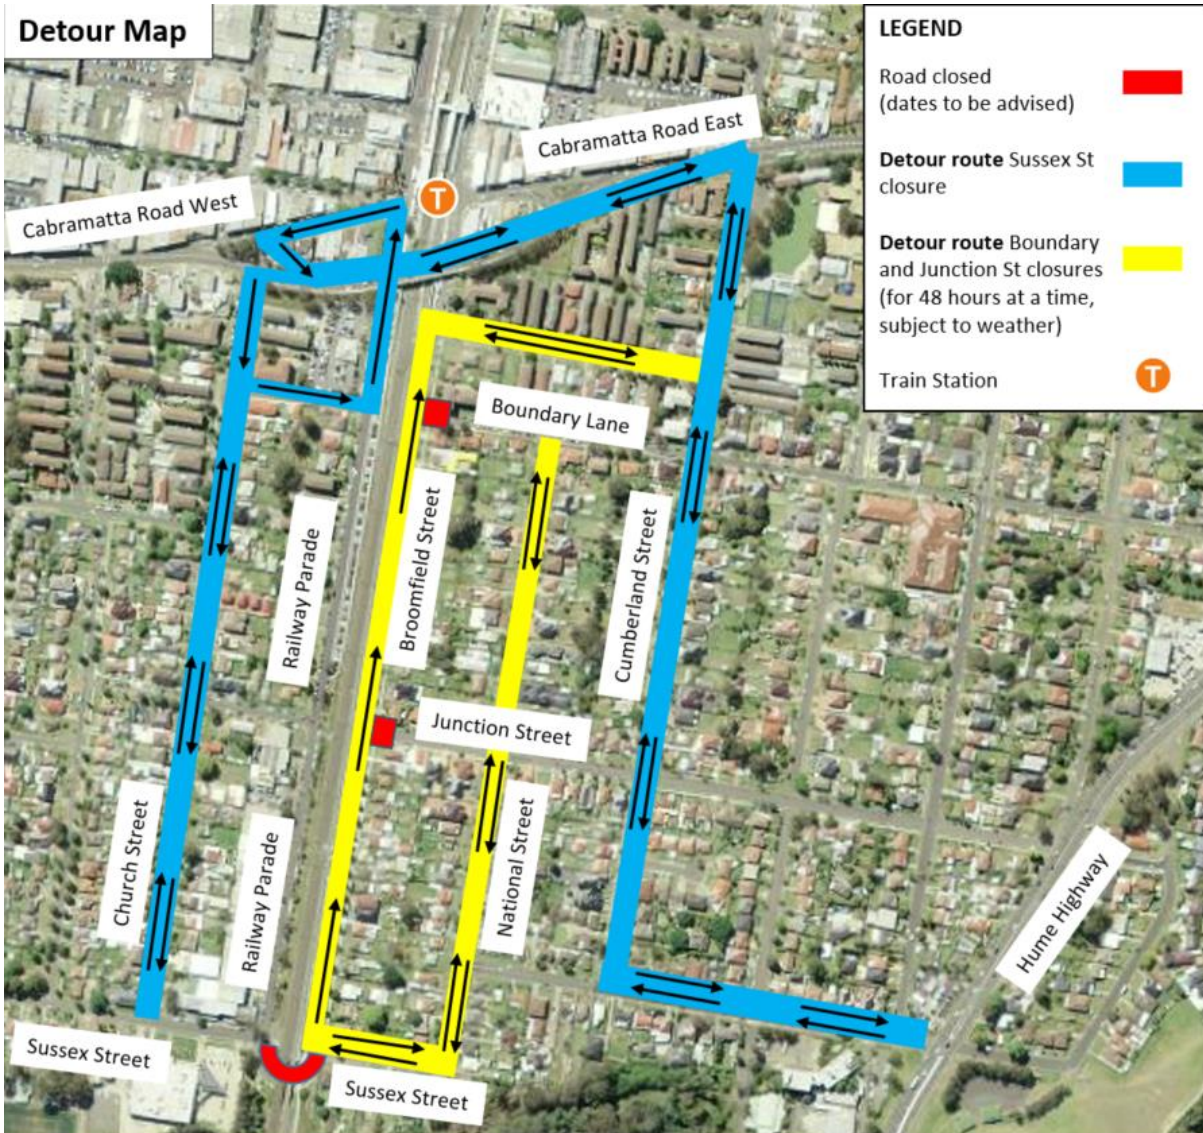 Detour Map
LEGEND
Road closed
(dates to be advised)
Detour route Sussex St
closure
Detour route Boundary
and Junction St closures
(for 48 hours at a time,
subject to weather)
Train Station
T
Cabramatta Road East
T
Cabramatta Road West
Boundary Lane
Broomfield Street
Railway Parade
Cumberland Street
Junction Street
Church Street
Railway Parade
National Street
Hume Highway
Sussex Street
Sussex Street